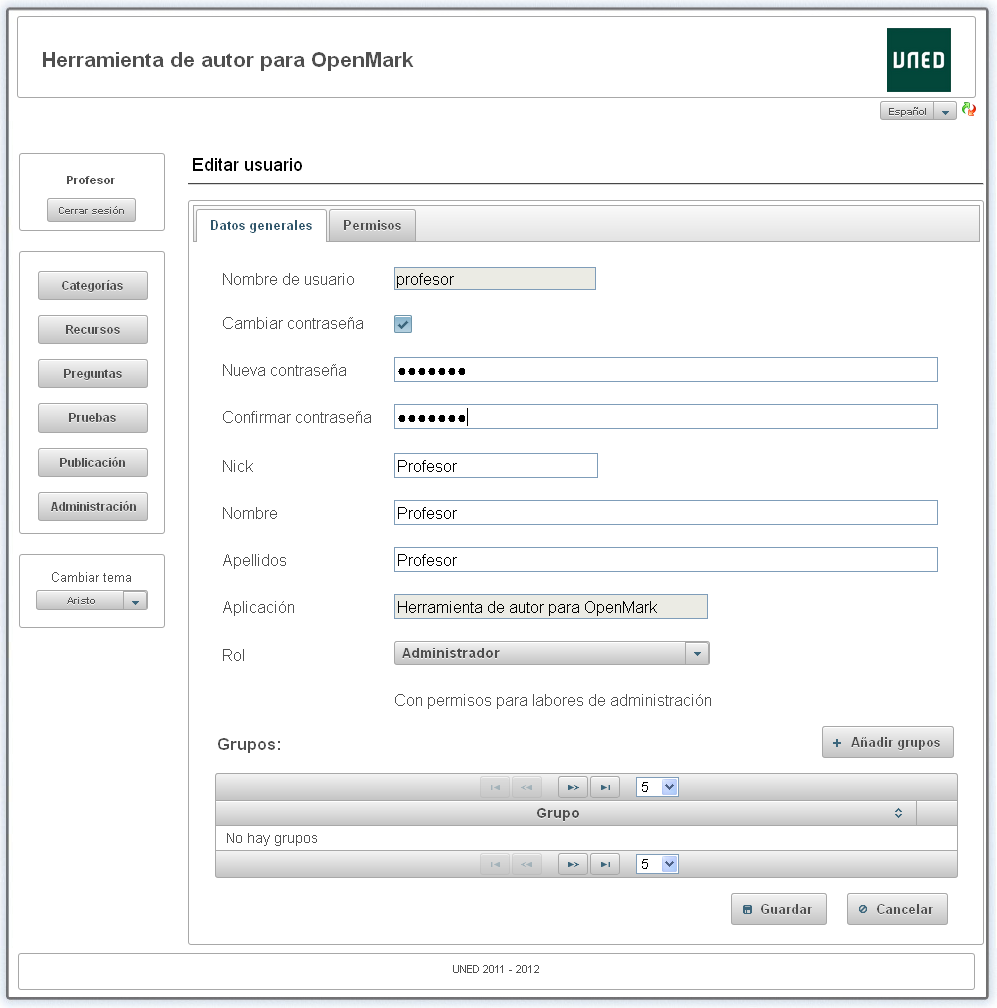 Herramienta de autor para OpenMark
UNED
Español
Profesor
Cerrar sesión
Categorías
Recursos
Preguntas
Pruebas
Publicación
Administración
Cambiar tema
Aristo
Editar usuario
Datos generales Permisos
Nombre de usuario profesor
Cambiar contraseña
Nueva contraseña •••••••
Confirmar contraseña •••••••
Nick Profesor
Nombre Profesor
Apellidos Profesor
Aplicación Herramienta de autor para OpenMark
Rol Administrador
Con permisos para labores de administración
Grupos: + Añadir grupos
5
Grupo
No hay grupos
5
Guardar Cancelar
UNED 2011 - 2012